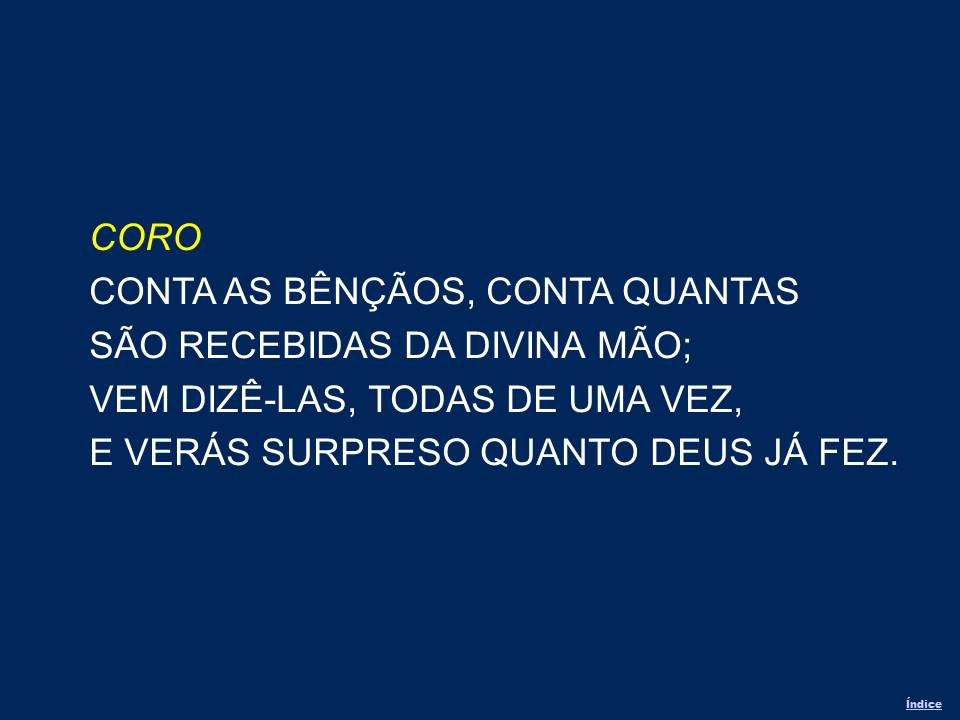 CORO
CONTA AS BÊNÇÃOS, CONTA QUANTAS
SÃO RECEBIDAS DA DIVINA MÃO;
VEM DIZÊ-LAS, TODAS DE UMA VEZ,
E VERÁS SURPRESO QUANTO DEUS JÁ FEZ.
Índice